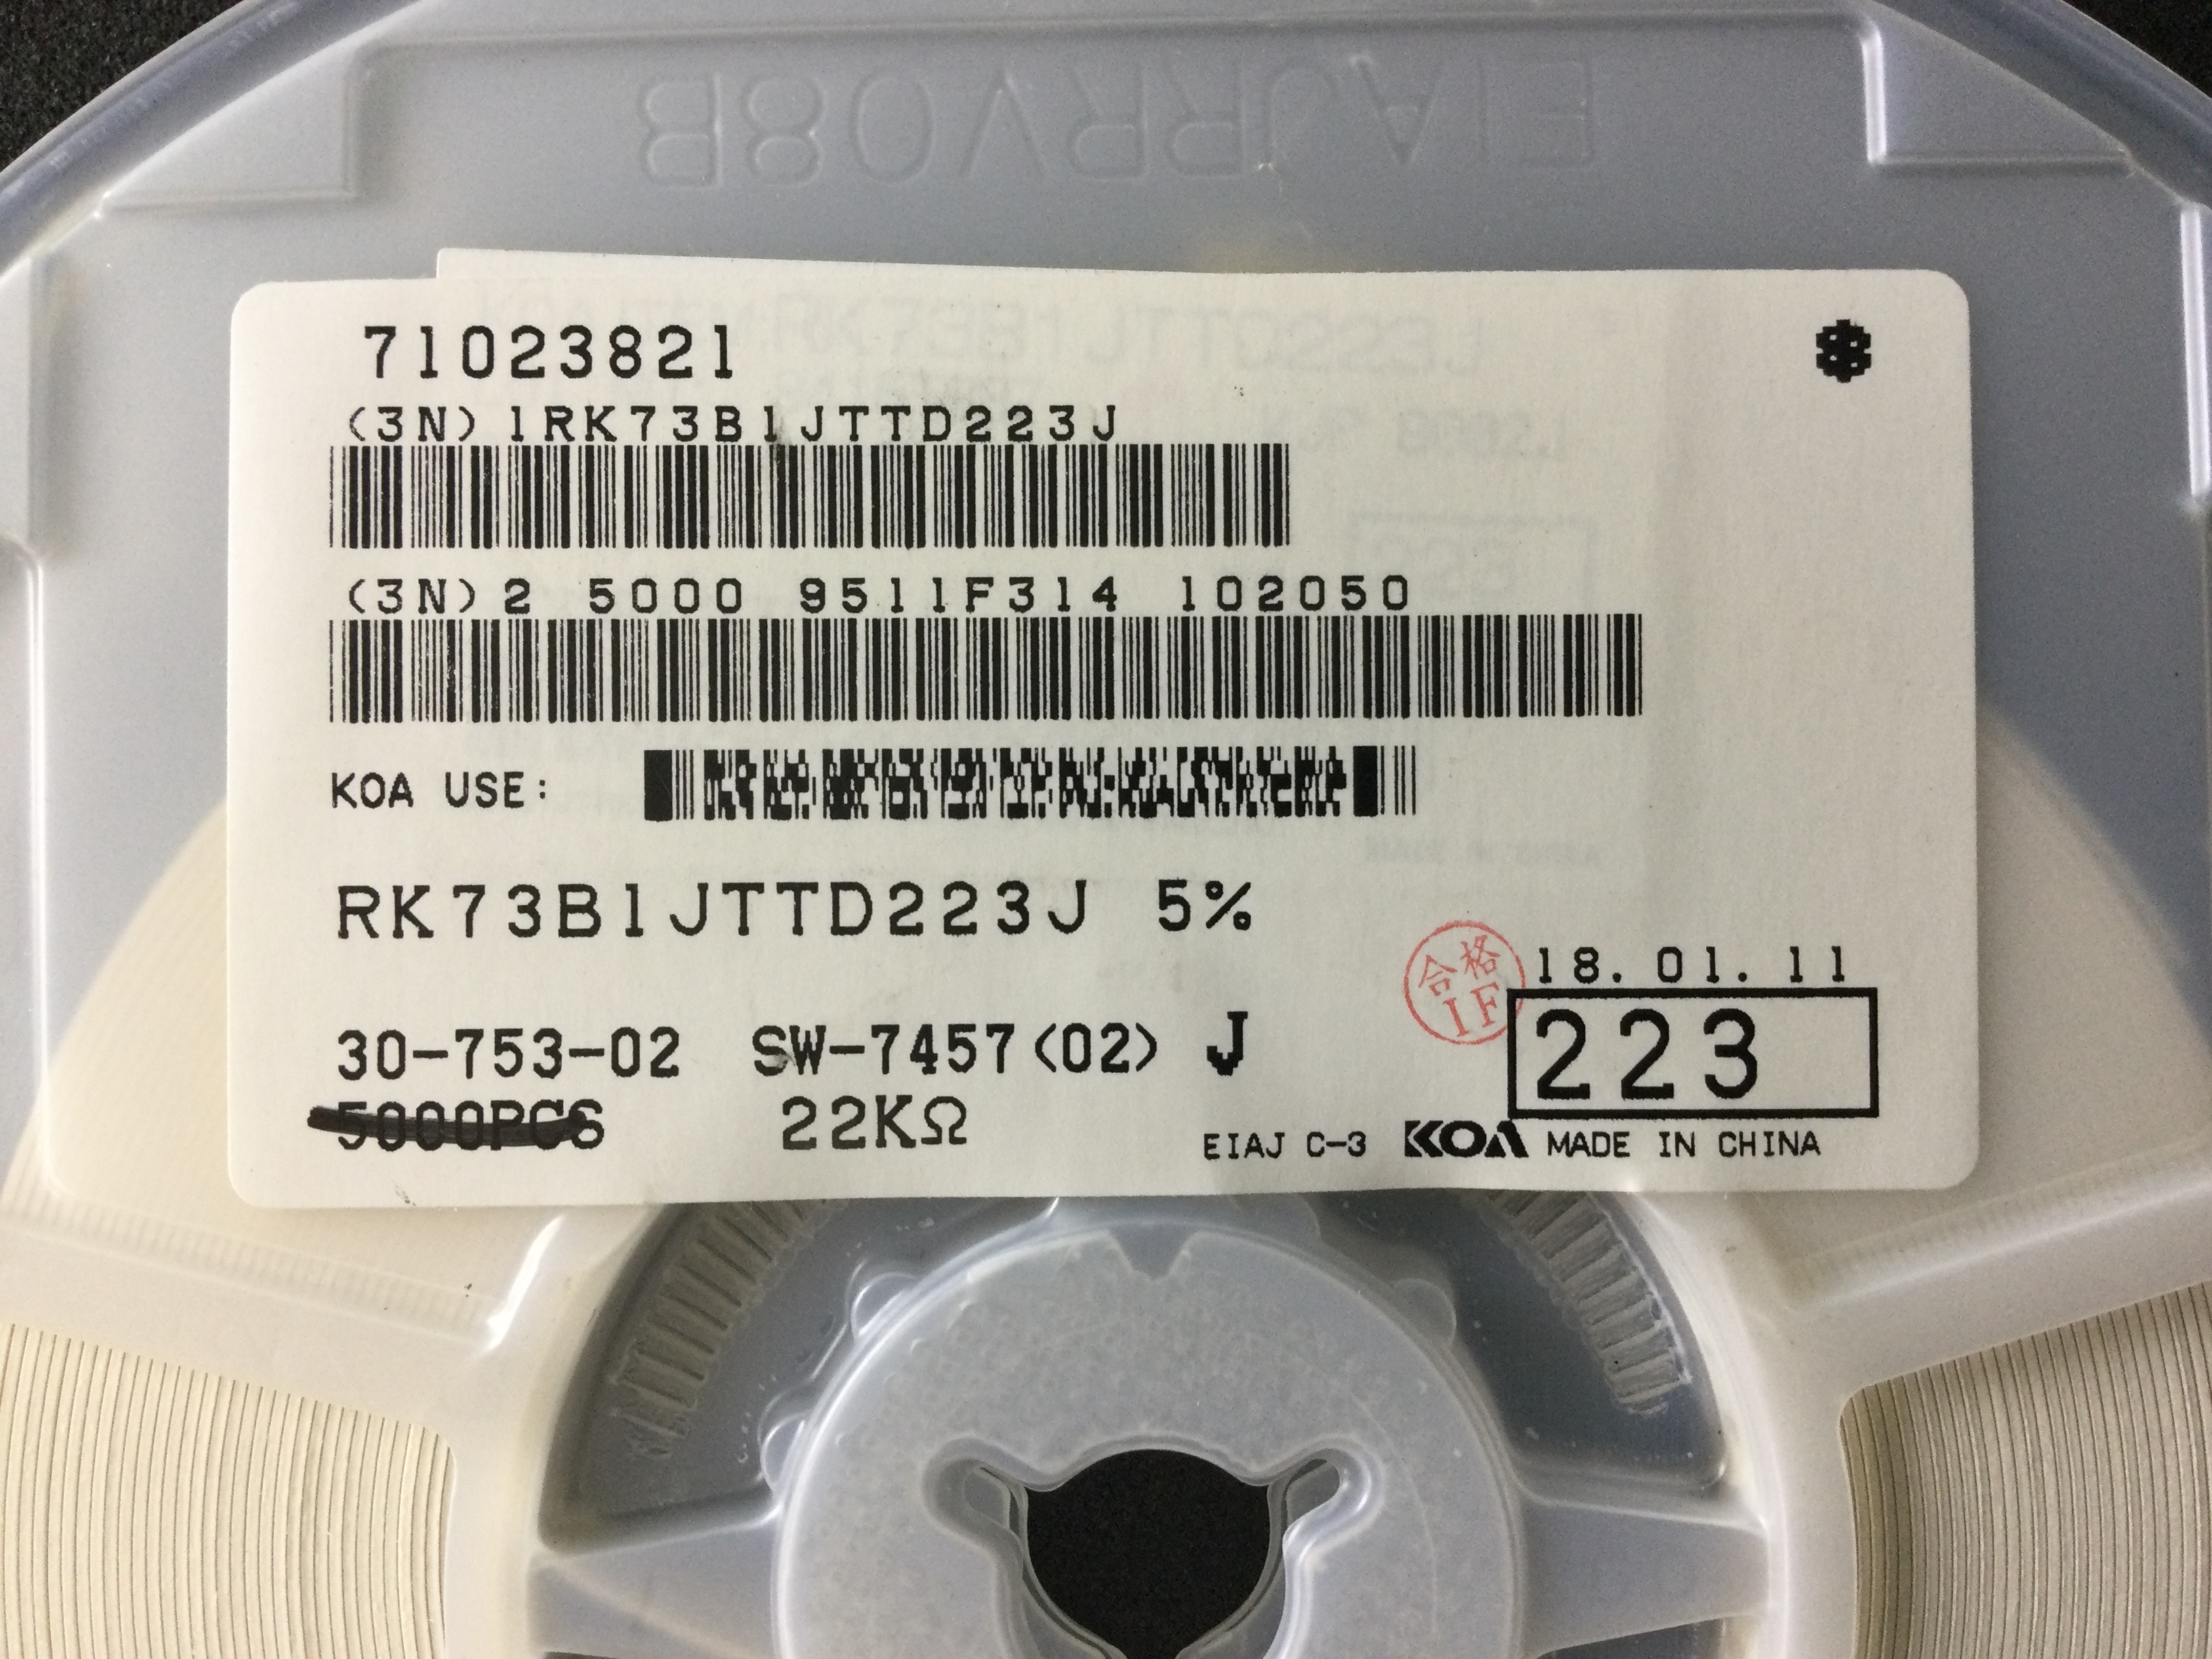 EIAJRRV08B
71023821
(3N)1RK73B1JTTD223J
(3N)2 5000 9511F314 102050
KOA USE:
RK73B1JTTD223J 5%
合格
IF
18.01.11
223
30-753-02 SW-7457(02) J
5000PCS 22KΩ
EIAJ C-3 KOA MADE IN CHINA